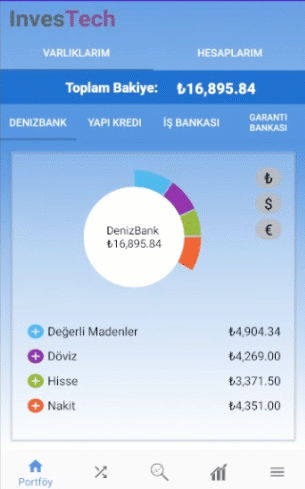 InvesTech
VARLIKLARIM HESAPLARIM
Toplam Bakiye: ₺16,895.84
DENIZBANK YAPI KREDI İŞ BANKASI GARANTI BANKASI
₺
$
€
DenizBank
₺16,895.84
Değerli Madenler ₺4,904.34
Döviz ₺4,269.00
Hisse ₺3,371.50
Nakit ₺4,351.00
Portföy